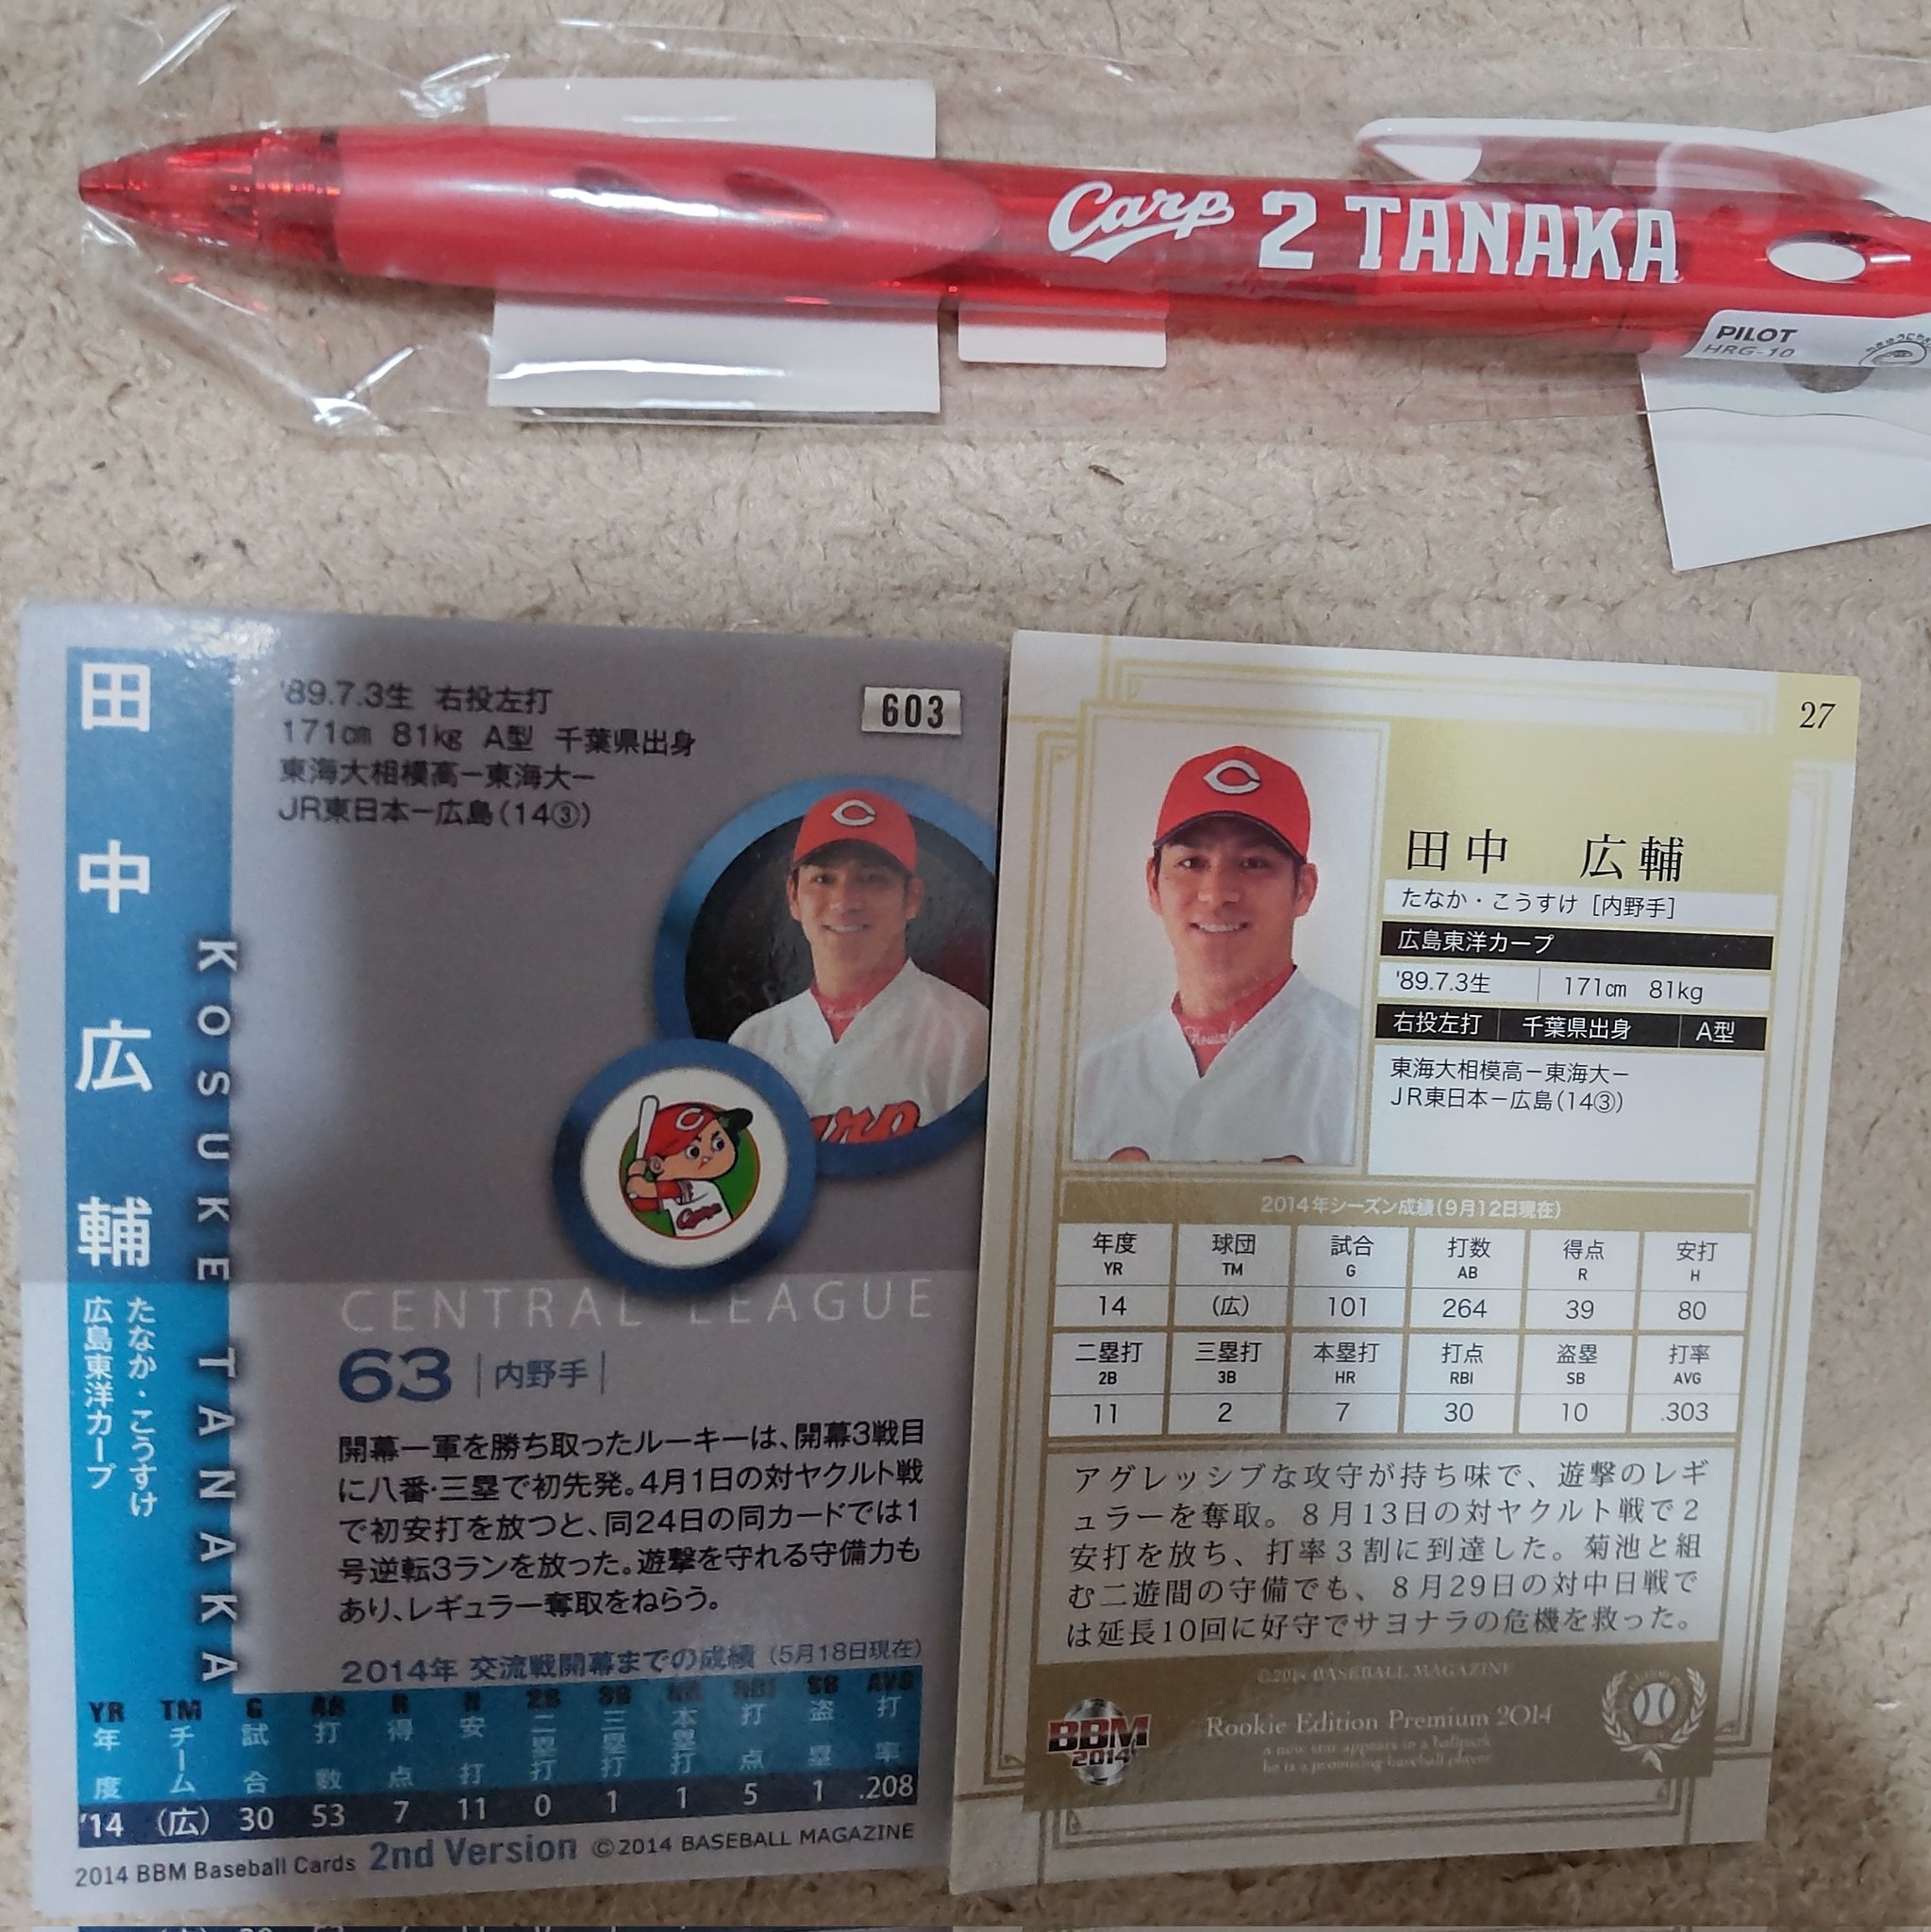 Carp 2 TANAKA
PILOT
HRG-10
田中広輔
KOSUKE TANAKA
たなか・こうすけ
広島東洋カープ
'89.7.3生 右投左打
171cm 81kg A型 千葉県出身
東海大相模高－東海大－
JR東日本－広島(14③)
603
Carp
CENTRAL LEAGUE
63 内野手
開幕一軍を勝ち取ったルーキーは、開幕3戦目
に八番・三塁で初先発。4月1日の対ヤクルト戦
で初安打を放つと、同24日の同カードでは1
号逆転3ランを放った。遊撃を守れる守備力も
あり、レギュラー奪取をねらう。
2014年 交流戦開幕までの成績 (5月18日現在)
YR TM G AB R H 2B 3B HR RBI SB AVG
年度 チーム 試合 打数 得点 安打 二塁打 三塁打 本塁打 打点 盗塁 打率
'14 (広) 30 53 7 11 0 1 1 5 1 .208
2014 BBM Baseball Cards 2nd Version ©2014 BASEBALL MAGAZINE
27
田中 広輔
たなか・こうすけ [内野手]
広島東洋カープ
'89.7.3生 171cm 81kg
右投左打 千葉県出身 A型
東海大相模高－東海大－
JR東日本－広島(14③)
2014年シーズン成績(9月12日現在)
年度 球団 試合 打数 得点 安打
YR TM G AB R H
14 (広) 101 264 39 80
二塁打 三塁打 本塁打 打点 盗塁 打率
2B 3B HR RBI SB AVG
11 2 7 30 10 .303
アグレッシブな攻守が持ち味で、遊撃のレギ
ュラーを奪取。8月13日の対ヤクルト戦で2
安打を放ち、打率3割に到達した。菊池と組
む二遊間の守備でも、8月29日の対中日戦で
は延長10回に好守でサヨナラの危機を救った。
©2014 BASEBALL MAGAZINE
BBM
2014
Rookie Edition Premium 2014
a new star appears in a ballpark
he is a promising baseball player